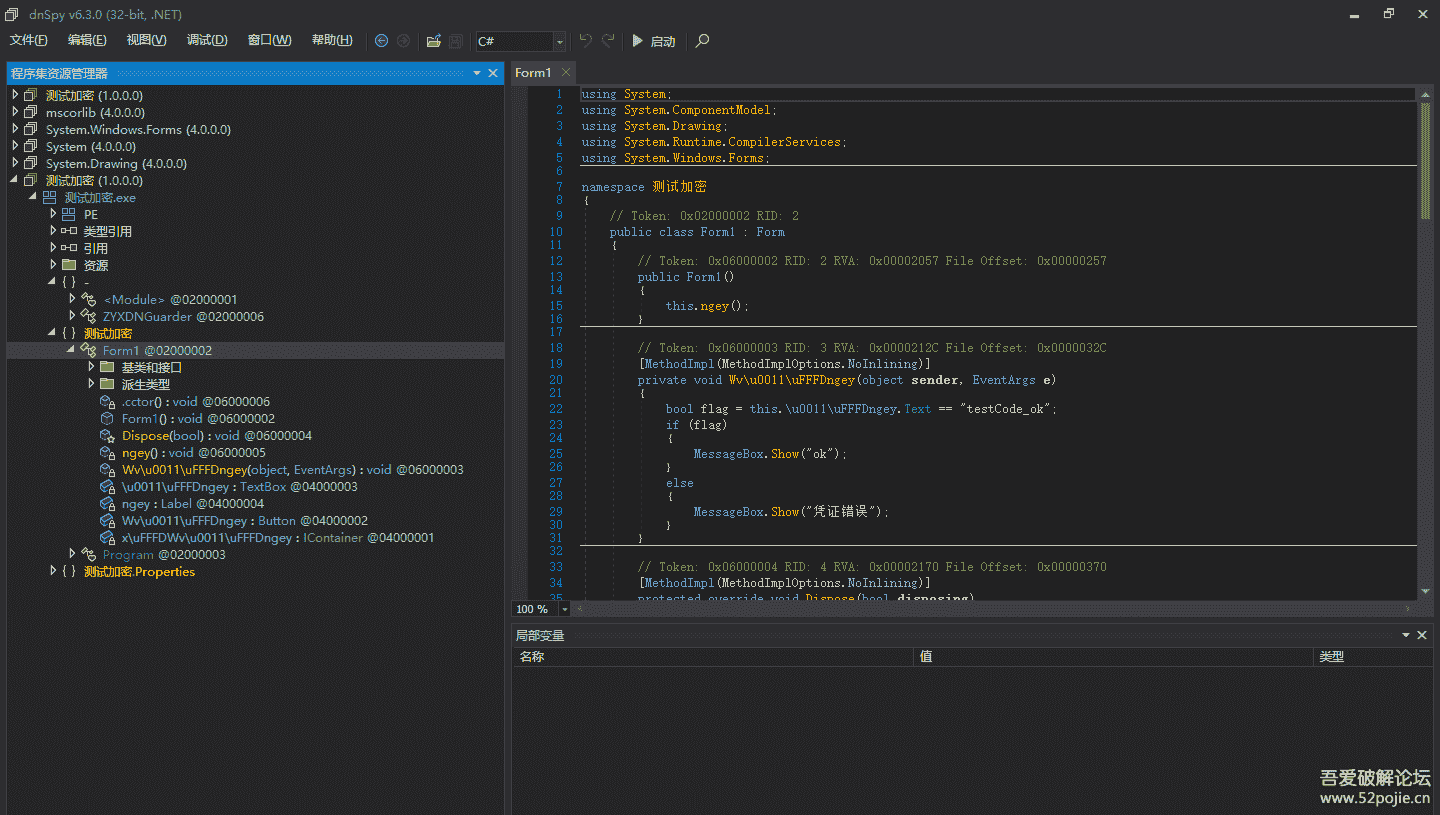 dnSpy v6.3.0 (32-bit, .NET)
文件(F) 编辑(E) 视图(V) 调试(D) 窗口(W) 帮助(H) C# 启动
程序集资源管理器
测试加密 (1.0.0.0)
mscorlib (4.0.0.0)
System.Windows.Forms (4.0.0.0)
System (4.0.0.0)
System.Drawing (4.0.0.0)
测试加密 (1.0.0.0)
测试加密.exe
PE
类型引用
引用
资源
{ } -
<Module> @02000001
ZYXDNGuarder @02000006
{ } 测试加密
Form1 @02000002
基类和接口
派生类型
.cctor() : void @06000006
Form1() : void @06000002
Dispose(bool) : void @06000004
ngey() : void @06000005
Wv\u0011\uFFFDngey(object, EventArgs) : void @06000003
\u0011\uFFFDngey : TextBox @04000003
ngey : Label @04000004
Wv\u0011\uFFFDngey : Button @04000002
x\uFFFDWv\u0011\uFFFDngey : IContainer @04000001
Program @02000003
{ } 测试加密.Properties
Form1
1 using System;
2 using System.ComponentModel;
3 using System.Drawing;
4 using System.Runtime.CompilerServices;
5 using System.Windows.Forms;
6
7 namespace 测试加密
8 {
9 // Token: 0x02000002 RID: 2
10 public class Form1 : Form
11 {
12 // Token: 0x06000002 RID: 2 RVA: 0x00002057 File Offset: 0x00000257
13 public Form1()
14 {
15 this.ngey();
16 }
17
18 // Token: 0x06000003 RID: 3 RVA: 0x0000212C File Offset: 0x0000032C
19 [MethodImpl(MethodImplOptions.NoInlining)]
20 private void Wv\u0011\uFFFDngey(object sender, EventArgs e)
21 {
22 bool flag = this.\u0011\uFFFDngey.Text == "testCode_ok";
23 if (flag)
24 {
25 MessageBox.Show("ok");
26 }
27 else
28 {
29 MessageBox.Show("凭证错误");
30 }
31 }
32
33 // Token: 0x06000004 RID: 4 RVA: 0x00002170 File Offset: 0x00000370
34 [MethodImpl(MethodImplOptions.NoInlining)]
35 protected override void Dispose(bool disposing)
100 %
局部变量
名称 值 类型
吾爱破解论坛
www.52pojie.cn